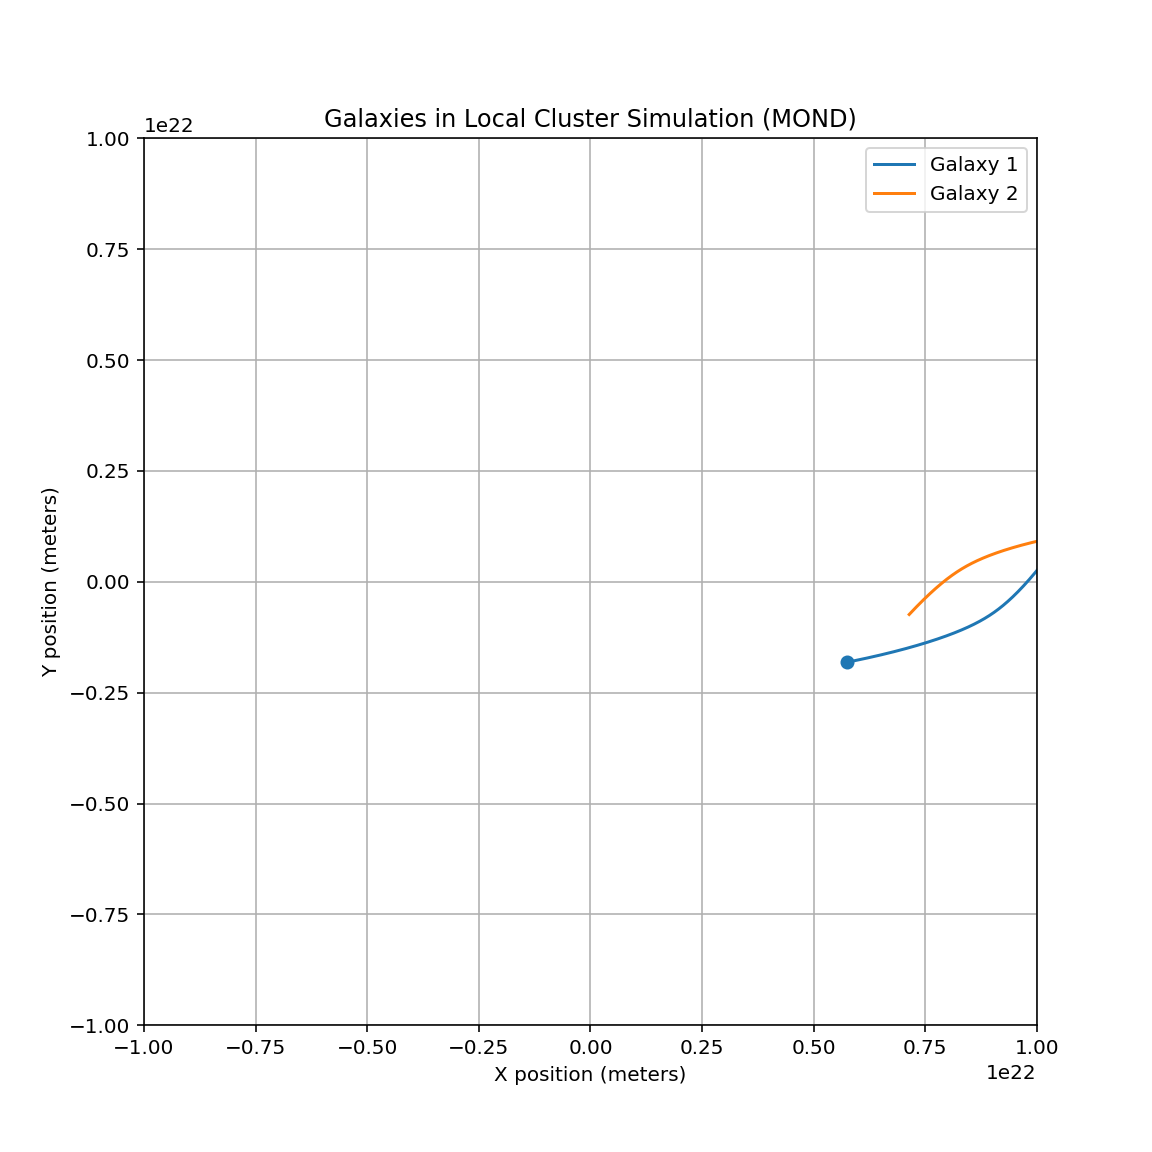 Galaxies in Local Cluster Simulation (MOND)
1e22
Galaxy 1
Galaxy 2
1.00
0.75
0.50
0.25
0.00
−0.25
−0.50
−0.75
−1.00
Y position (meters)
−1.00 −0.75 −0.50 −0.25 0.00 0.25 0.50 0.75 1.00
X position (meters)
1e22